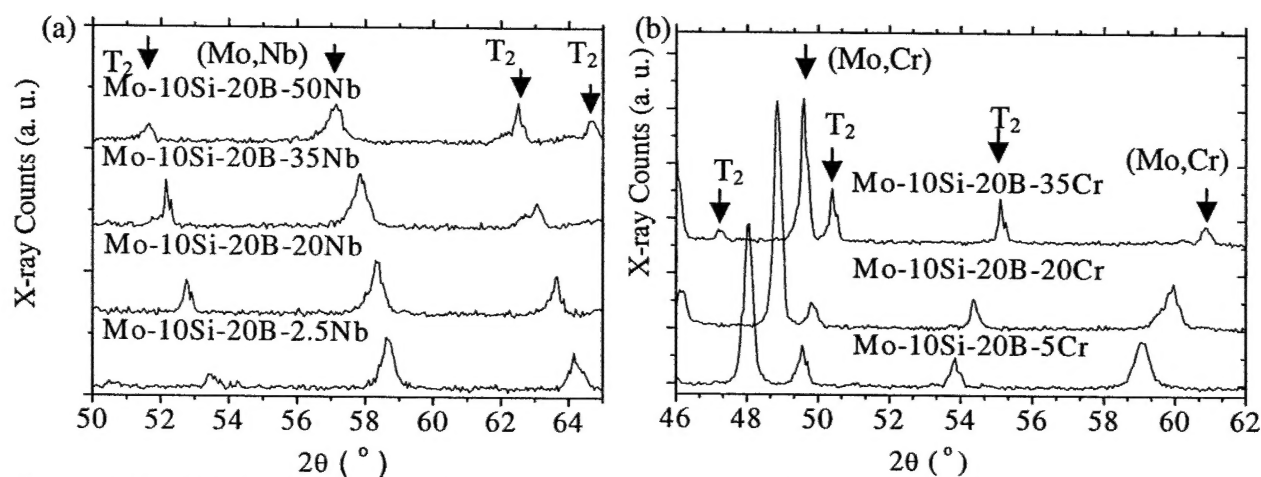 (a)
T2
(Mo,Nb)
T2
T2
Mo-10Si-20B-50Nb
Mo-10Si-20B-35Nb
Mo-10Si-20B-20Nb
Mo-10Si-20B-2.5Nb
X-ray Counts (a. u.)
50 52 54 56 58 60 62 64
2θ ( ° )
(b)
(Mo,Cr)
T2
T2
T2
(Mo,Cr)
Mo-10Si-20B-35Cr
Mo-10Si-20B-20Cr
Mo-10Si-20B-5Cr
X-ray Counts (a. u.)
46 48 50 52 54 56 58 60 62
2θ ( ° )